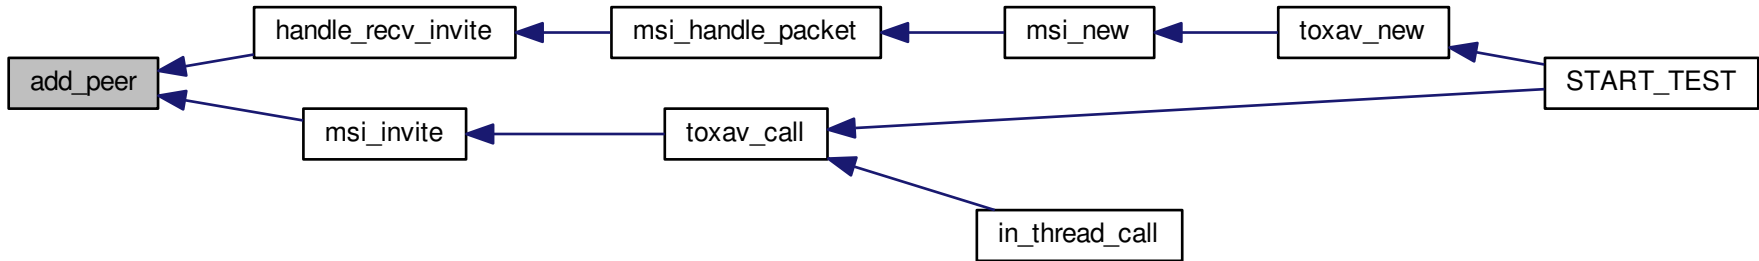 handle_recv_invite
msi_handle_packet
msi_new
toxav_new
add_peer
START_TEST
msi_invite
toxav_call
in_thread_call